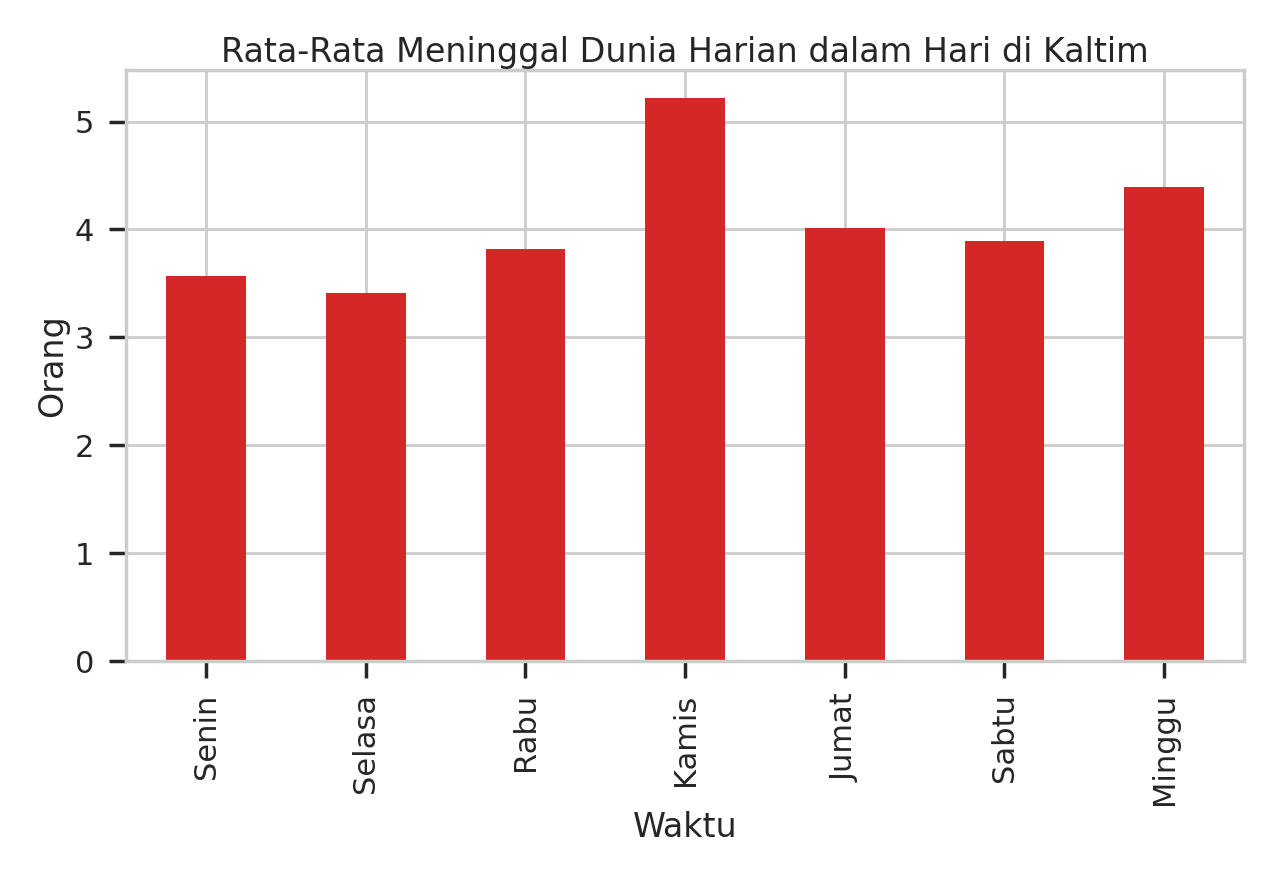 Rata-Rata Meninggal Dunia Harian dalam Hari di Kaltim
5
4
3
2
1
0
Orang
Senin
Selasa
Rabu
Kamis
Jumat
Sabtu
Minggu
Waktu